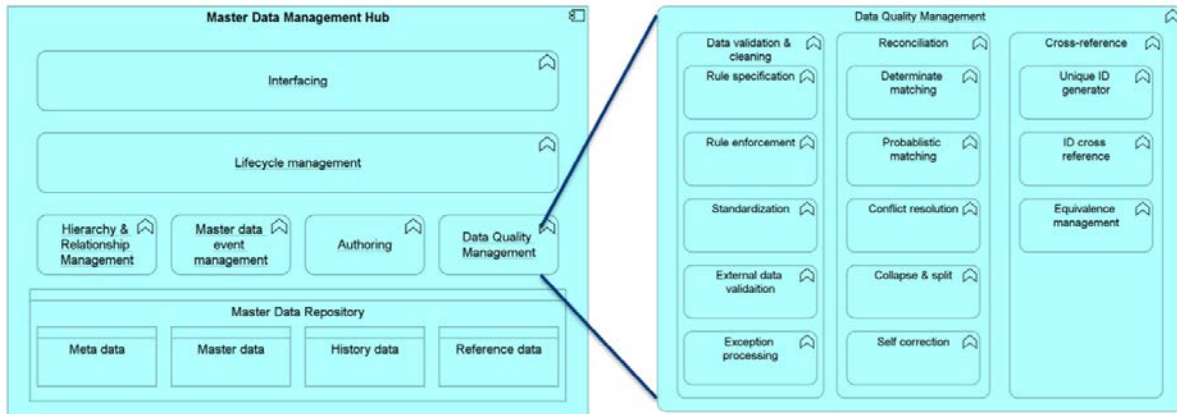 Master Data Management Hub
Interfacing
Lifecycle management
Hierarchy &
Relationship
Management
Master data
event
management
Authoring
Data Quality
Management
Master Data Repository
Meta data
Master data
History data
Reference data
Data Quality Management
Data validation &
cleaning
Rule specification
Rule enforcement
Standardization
External data
validaition
Exception
processing
Reconciliation
Determinate
matching
Probablistic
matching
Conflict resolution
Collapse & split
Self correction
Cross-reference
Unique ID
generator
ID cross
reference
Equivalence
management